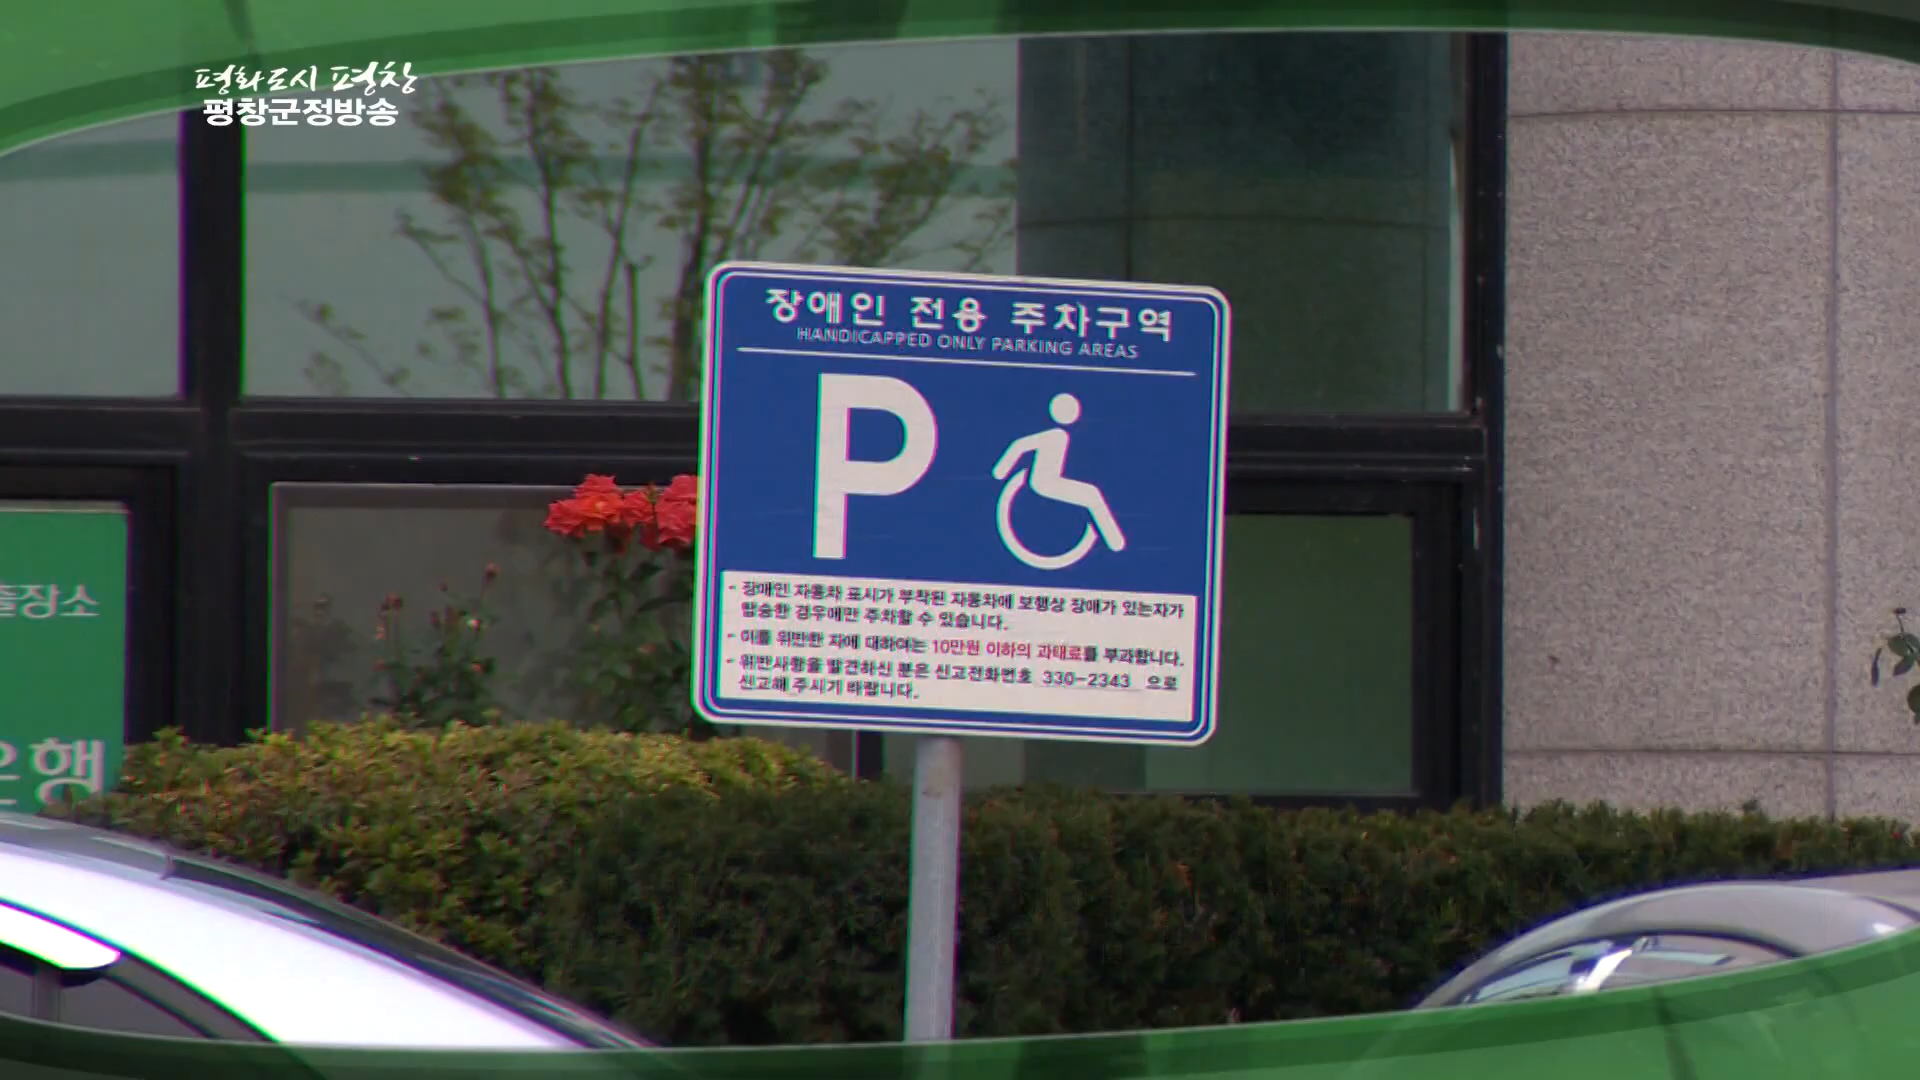 평화도시 평창
평창군정방송
장애인 전용 주차구역
HANDICAPPED ONLY PARKING AREAS
P
- 장애인 자동차 표시가 부착된 자동차에 보행상 장애가 있는자가
탑승한 경우에만 주차할 수 있습니다.
- 이를 위반한 자에 대하여는 10만원 이하의 과태료를 부과합니다.
- 위반사항을 발견하신 분은 신고전화번호 330-2343 으로
신고해 주시기 바랍니다.
출장소
은행